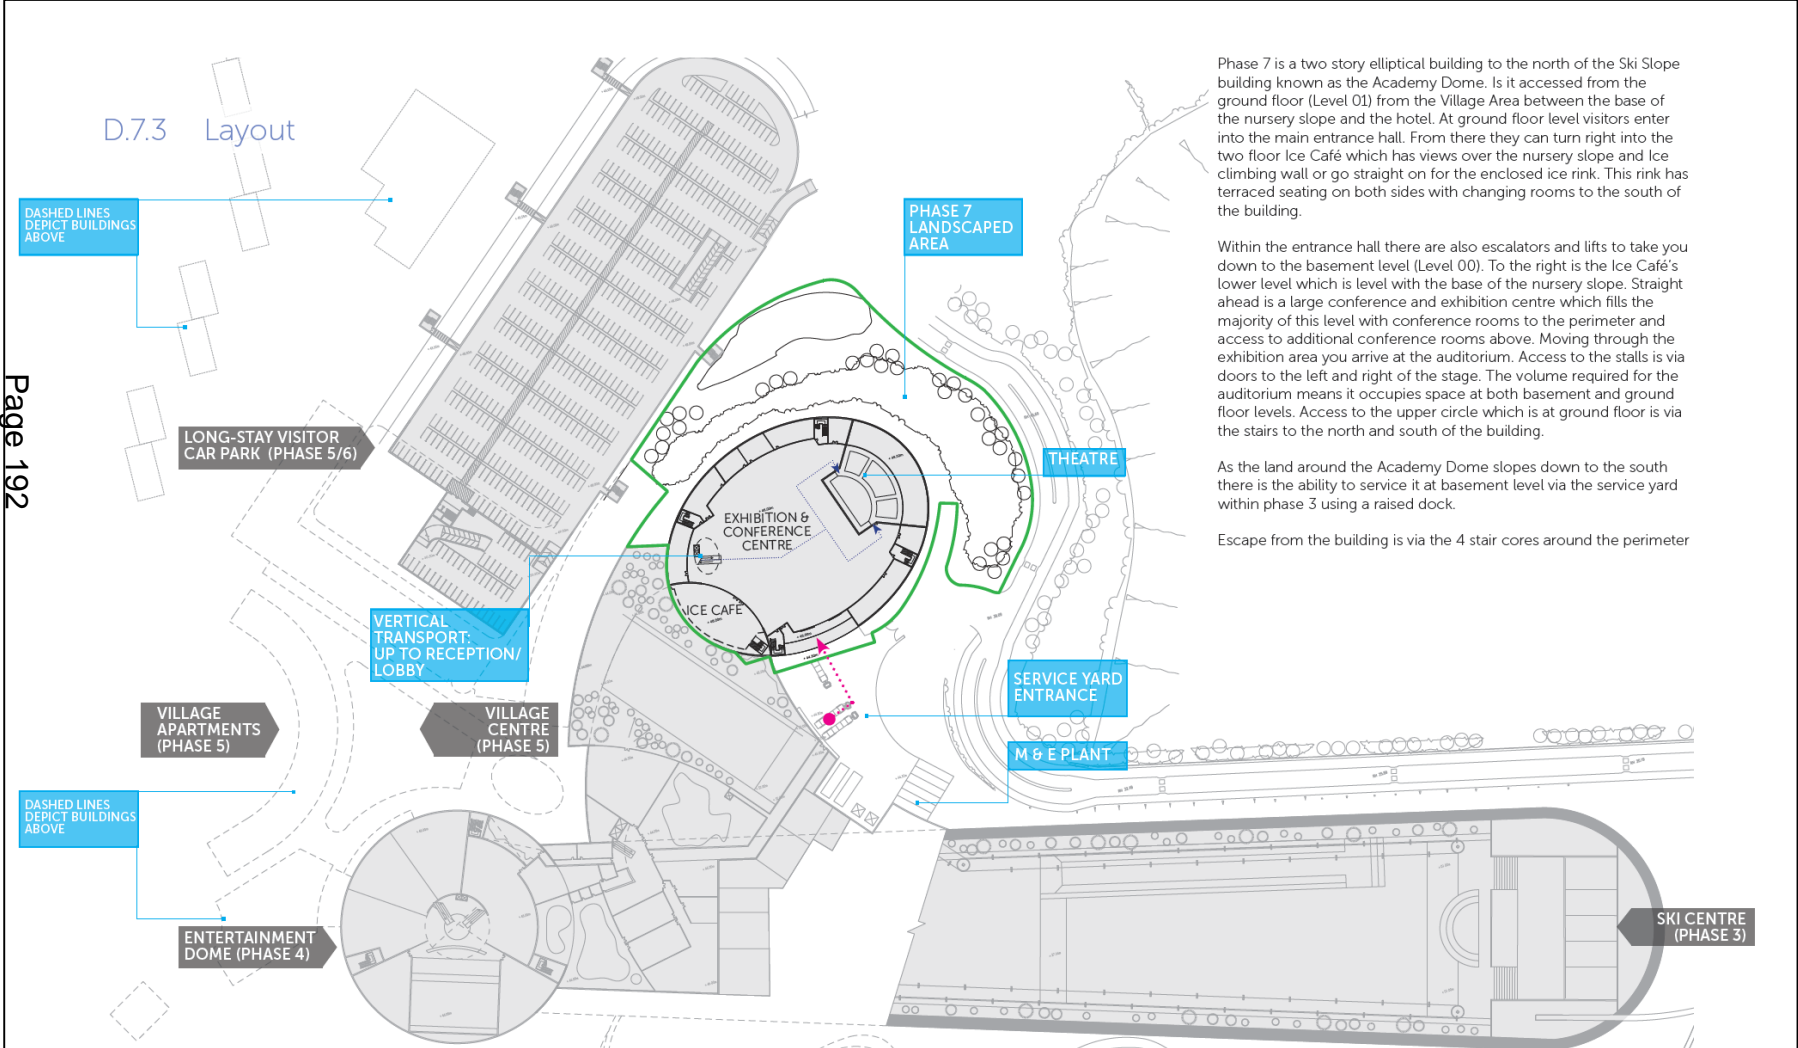 Page 192
D.7.3 Layout
DASHED LINES
DEPICT BUILDINGS
ABOVE
PHASE 7
LANDSCAPED
AREA
LONG-STAY VISITOR
CAR PARK (PHASE 5/6)
THEATRE
EXHIBITION &
CONFERENCE
CENTRE
ICE CAFÉ
VERTICAL
TRANSPORT:
UP TO RECEPTION/
LOBBY
SERVICE YARD
ENTRANCE
M & E PLANT
VILLAGE
APARTMENTS
(PHASE 5)
VILLAGE
CENTRE
(PHASE 5)
DASHED LINES
DEPICT BUILDINGS
ABOVE
ENTERTAINMENT
DOME (PHASE 4)
SKI CENTRE
(PHASE 3)
Phase 7 is a two story elliptical building to the north of the Ski Slope
building known as the Academy Dome. Is it accessed from the
ground floor (Level 01) from the Village Area between the base of
the nursery slope and the hotel. At ground floor level visitors enter
into the main entrance hall. From there they can turn right into the
two floor Ice Café which has views over the nursery slope and Ice
climbing wall or go straight on for the enclosed ice rink. This rink has
terraced seating on both sides with changing rooms to the south of
the building.
Within the entrance hall there are also escalators and lifts to take you
down to the basement level (Level 00). To the right is the Ice Café's
lower level which is level with the base of the nursery slope. Straight
ahead is a large conference and exhibition centre which fills the
majority of this level with conference rooms to the perimeter and
access to additional conference rooms above. Moving through the
exhibition area you arrive at the auditorium. Access to the stalls is via
doors to the left and right of the stage. The volume required for the
auditorium means it occupies space at both basement and ground
floor levels. Access to the upper circle which is at ground floor is via
the stairs to the north and south of the building.
As the land around the Academy Dome slopes down to the south
there is the ability to service it at basement level via the service yard
within phase 3 using a raised dock.
Escape from the building is via the 4 stair cores around the perimeter